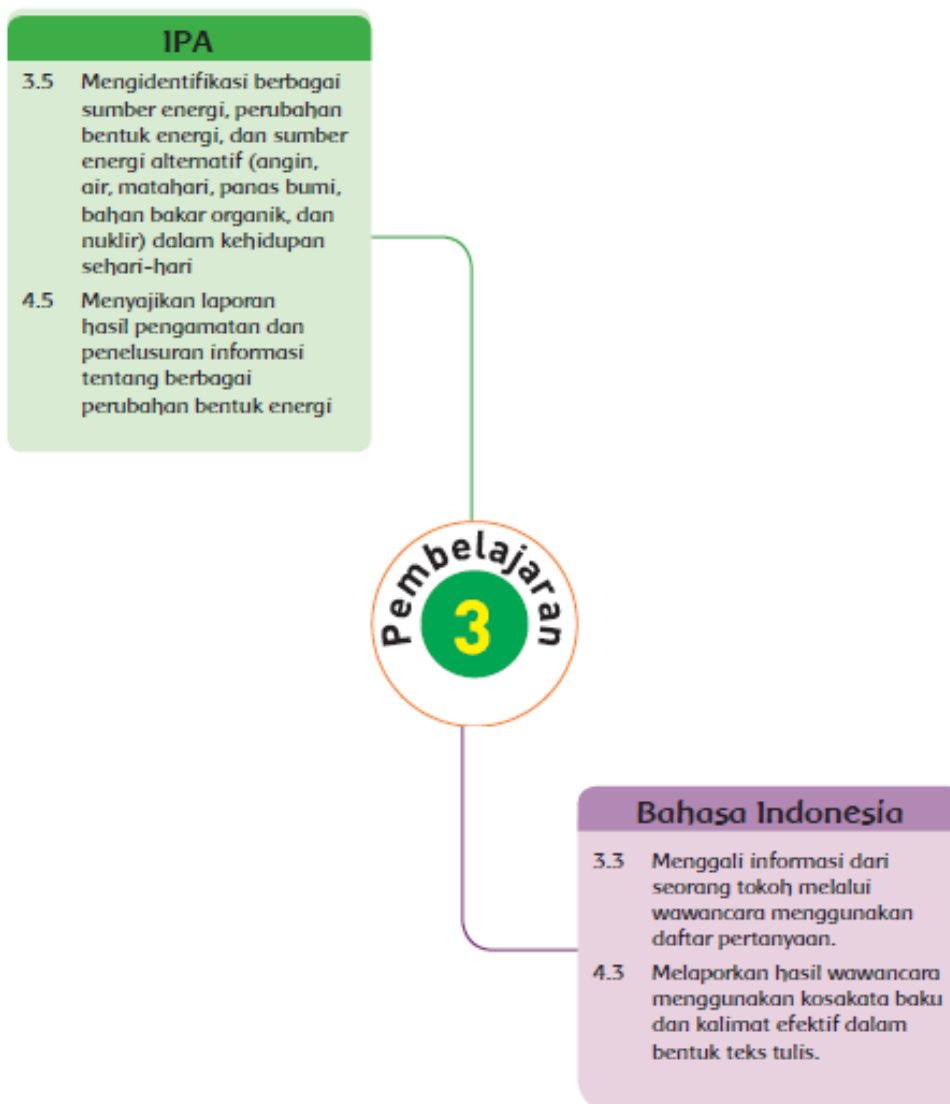 IPA
3.5 Mengidentifikasi berbagai
sumber energi, perubahan
bentuk energi, dan sumber
energi alternatif (angin,
air, matahari, panas bumi,
bahan bakar organik, dan
nuklir) dalam kehidupan
sehari-hari
4.5 Menyajikan laporan
hasil pengamatan dan
penelusuran informasi
tentang berbagai
perubahan bentuk energi
Pembelajaran
3
Bahasa Indonesia
3.3 Menggali informasi dari
seorang tokoh melalui
wawancara menggunakan
daftar pertanyaan.
4.3 Melaporkan hasil wawancara
menggunakan kosakata baku
dan kalimat efektif dalam
bentuk teks tulis.